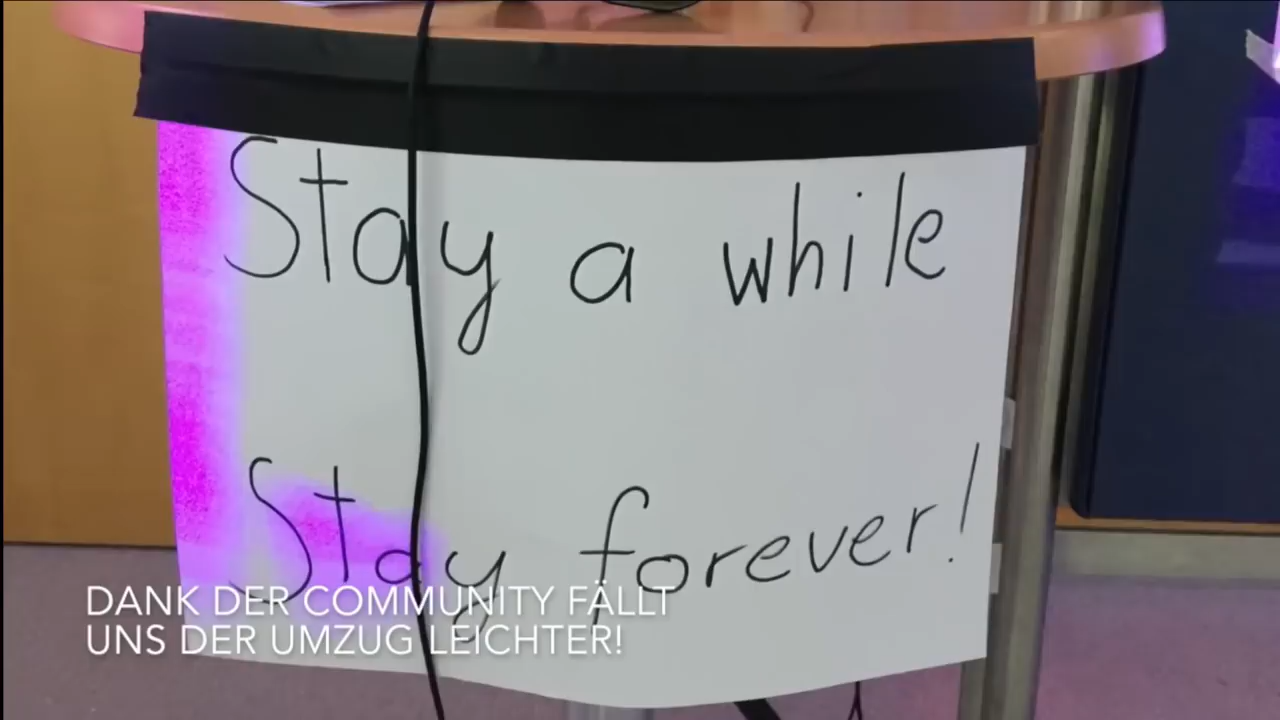 Stay a while
Stay forever!
DANK DER COMMUNITY FÄLLT
UNS DER UMZUG LEICHTER!